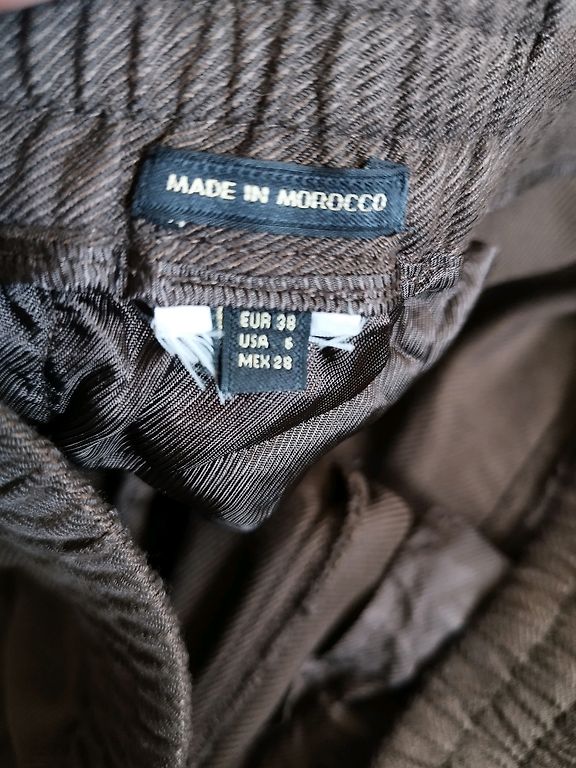 MADE IN MOROCCO
EUR 38
USA 6
MEX 28